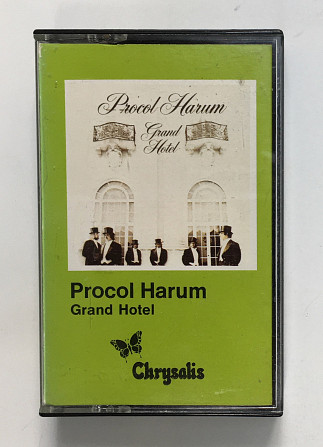 Procol Harum
Grand
Hotel
Procol Harum
Grand Hotel
Chrysalis